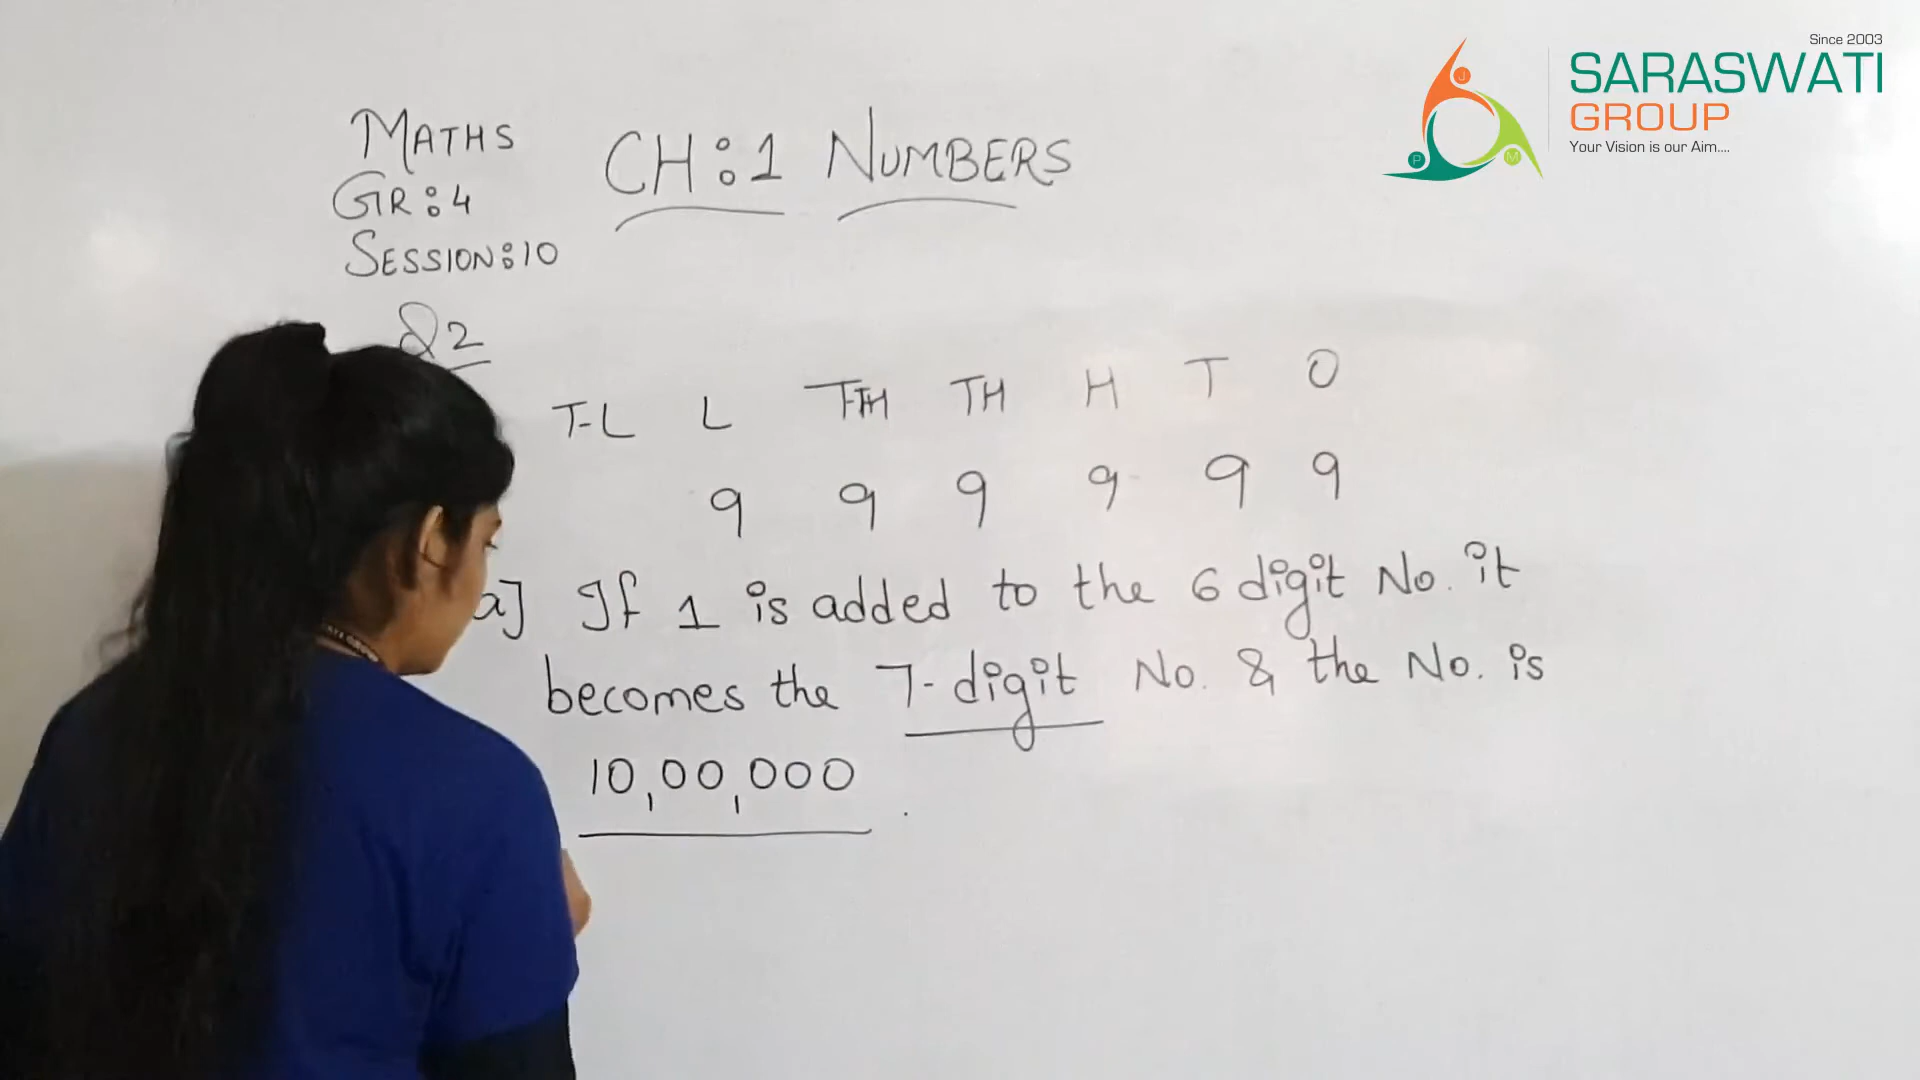 Since 2003
SARASWATI
GROUP
Your Vision is our Aim....
J
P
M
MATHS
GR:4
SESSION:10
CH:1 NUMBERS
Q2
T-L L T-TH TH H T O
9 9 9 9 9 9
a] If 1 is added to the 6 digit No. it
becomes the 7-digit No. & the No. is
10,00,000